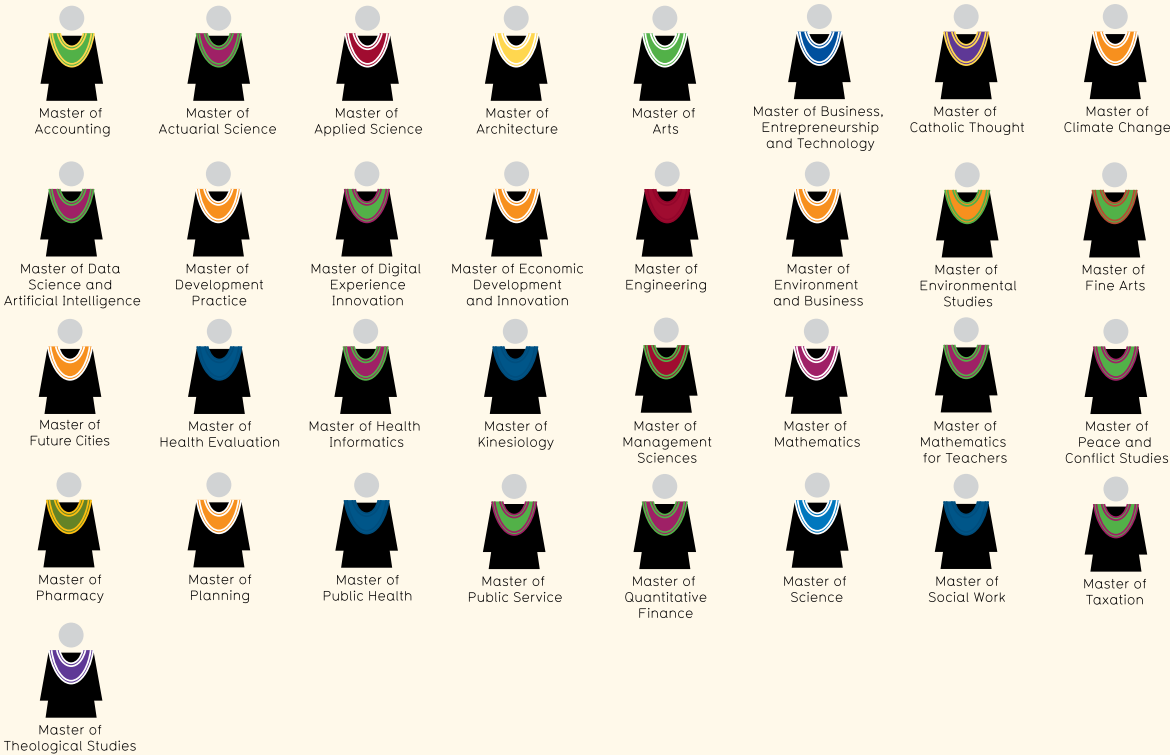 Master of
Accounting
Master of
Actuarial Science
Master of
Applied Science
Master of
Architecture
Master of
Arts
Master of Business,
Entrepreneurship
and Technology
Master of
Catholic Thought
Master of
Climate Change
Master of Data
Science and
Artificial Intelligence
Master of
Development
Practice
Master of Digital
Experience
Innovation
Master of Economic
Development
and Innovation
Master of
Engineering
Master of
Environment
and Business
Master of
Environmental
Studies
Master of
Fine Arts
Master of
Future Cities
Master of
Health Evaluation
Master of Health
Informatics
Master of
Kinesiology
Master of
Management
Sciences
Master of
Mathematics
Master of
Mathematics
for Teachers
Master of
Peace and
Conflict Studies
Master of
Pharmacy
Master of
Planning
Master of
Public Health
Master of
Public Service
Master of
Quantitative
Finance
Master of
Science
Master of
Social Work
Master of
Taxation
Master of
Theological Studies